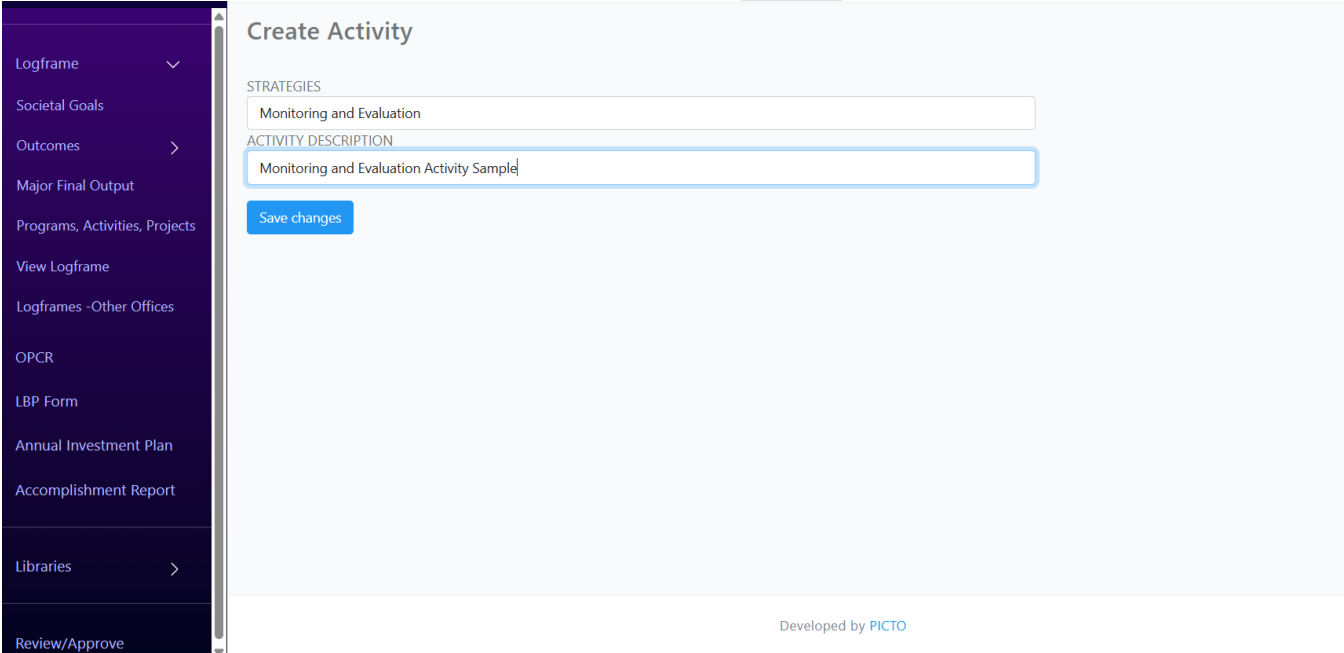 Logframe
Societal Goals
Outcomes
Major Final Output
Programs, Activities, Projects
View Logframe
Logframes -Other Offices
OPCR
LBP Form
Annual Investment Plan
Accomplishment Report
Libraries
Review/Approve
Create Activity
STRATEGIES
Monitoring and Evaluation
ACTIVITY DESCRIPTION
Monitoring and Evaluation Activity Sample
Save changes
Developed by PICTO